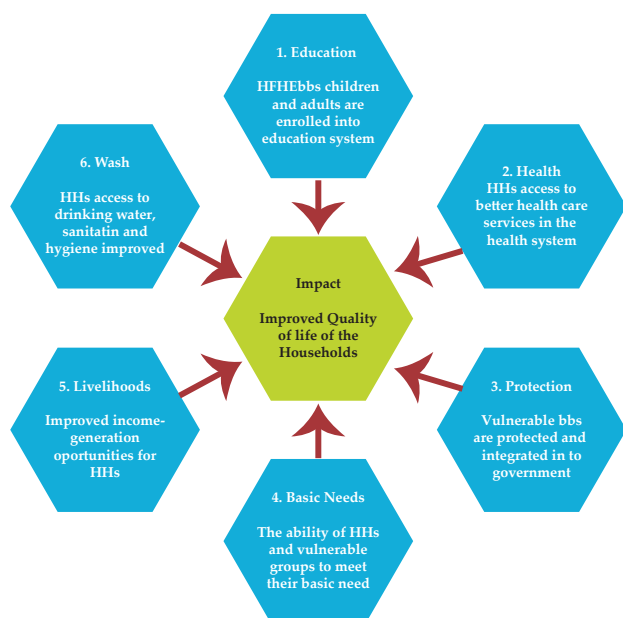 1. Education
HFHEbbs children
and adults are
enrolled into
education system
2. Health
HHs access to
better health care
services in the
health system
3. Protection
Vulnerable bbs
are protected and
integrated in to
government
4. Basic Needs
The ability of HHs
and vulnerable
groups to meet
their basic need
5. Livelihoods
Improved income-
generation
oportunities for
HHs
6. Wash
HHs access to
drinking water,
sanitatin and
hygiene improved
Impact
Improved Quality
of life of the
Households